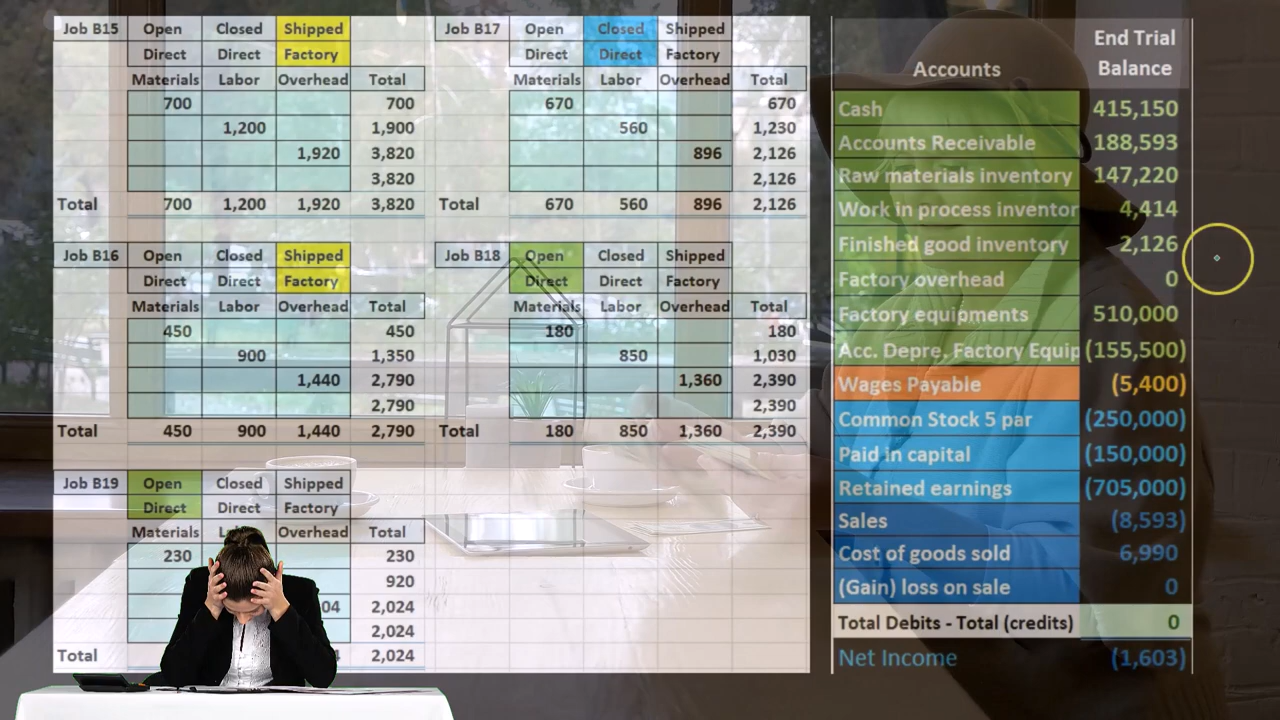 Job B15 Open Closed Shipped
Direct Direct Factory
Materials Labor Overhead Total
700 700
1,200 1,900
1,920 3,820
3,820
Total 700 1,200 1,920 3,820
Job B17 Open Closed Shipped
Direct Direct Factory
Materials Labor Overhead Total
670 670
560 1,230
896 2,126
2,126
Total 670 560 896 2,126
Job B16 Open Closed Shipped
Direct Direct Factory
Materials Labor Overhead Total
450 450
900 1,350
1,440 2,790
2,790
Total 450 900 1,440 2,790
Job B18 Open Closed Shipped
Direct Direct Factory
Materials Labor Overhead Total
180 180
850 1,030
1,360 2,390
2,390
Total 180 850 1,360 2,390
Job B19 Open Closed Shipped
Direct Direct Factory
Materials Overhead Total
230 230
920
04 2,024
2,024
Total 2,024
End Trial
Accounts Balance
Cash 415,150
Accounts Receivable 188,593
Raw materials inventory 147,220
Work in process inventor 4,414
Finished good inventory 2,126
Factory overhead 0
Factory equipments 510,000
Acc. Depre. Factory Equip (155,500)
Wages Payable (5,400)
Common Stock 5 par (250,000)
Paid in capital (150,000)
Retained earnings (705,000)
Sales (8,593)
Cost of goods sold 6,990
(Gain) loss on sale 0
Total Debits - Total (credits) 0
Net Income (1,603)